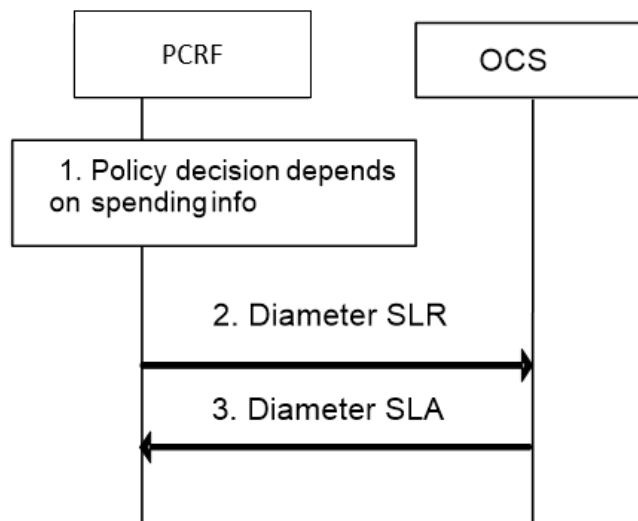 PCRF
OCS
1. Policy decision depends
on spending info
2. Diameter SLR
3. Diameter SLA